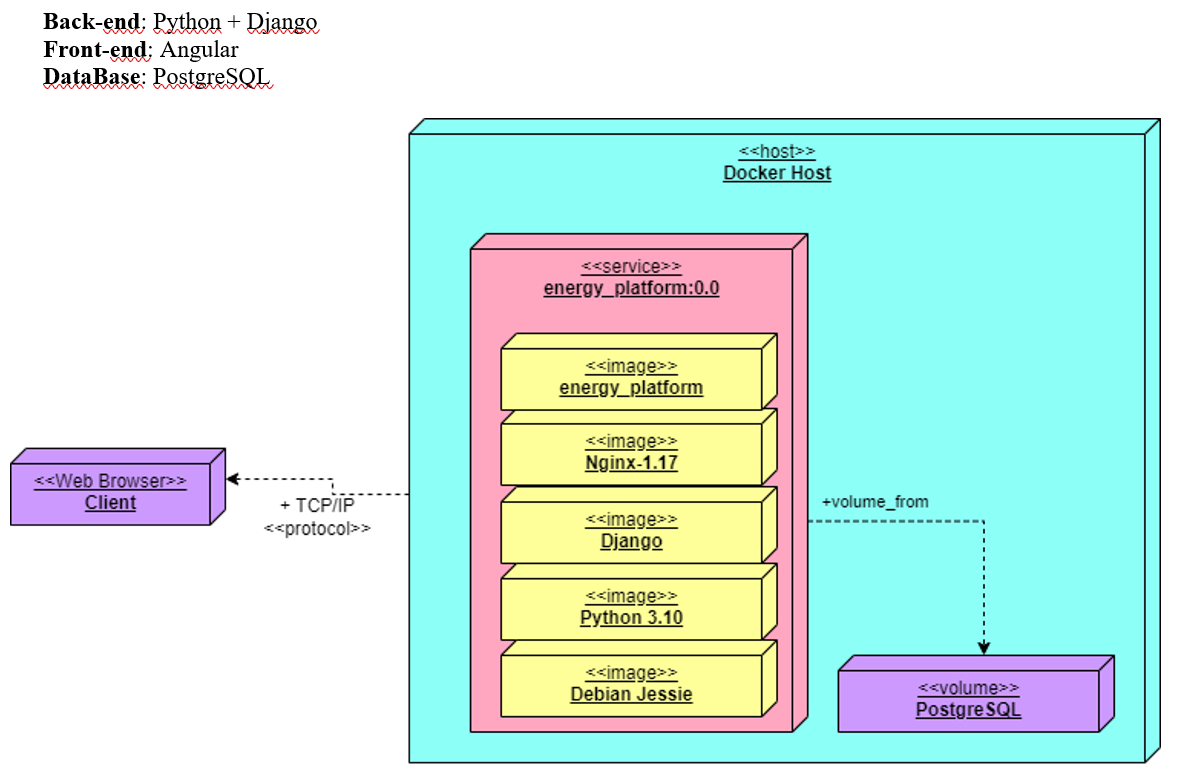 Back-end: Python + Django
Front-end: Angular
DataBase: PostgreSQL
<<host>>
Docker Host
<<service>>
energy_platform:0.0
<<image>>
energy_platform
<<image>>
Nginx-1.17
<<Web Browser>>
Client
+ TCP/IP
<<protocol>>
<<image>>
Django
+volume_from
<<image>>
Python 3.10
<<image>>
Debian Jessie
<<volume>>
PostgreSQL